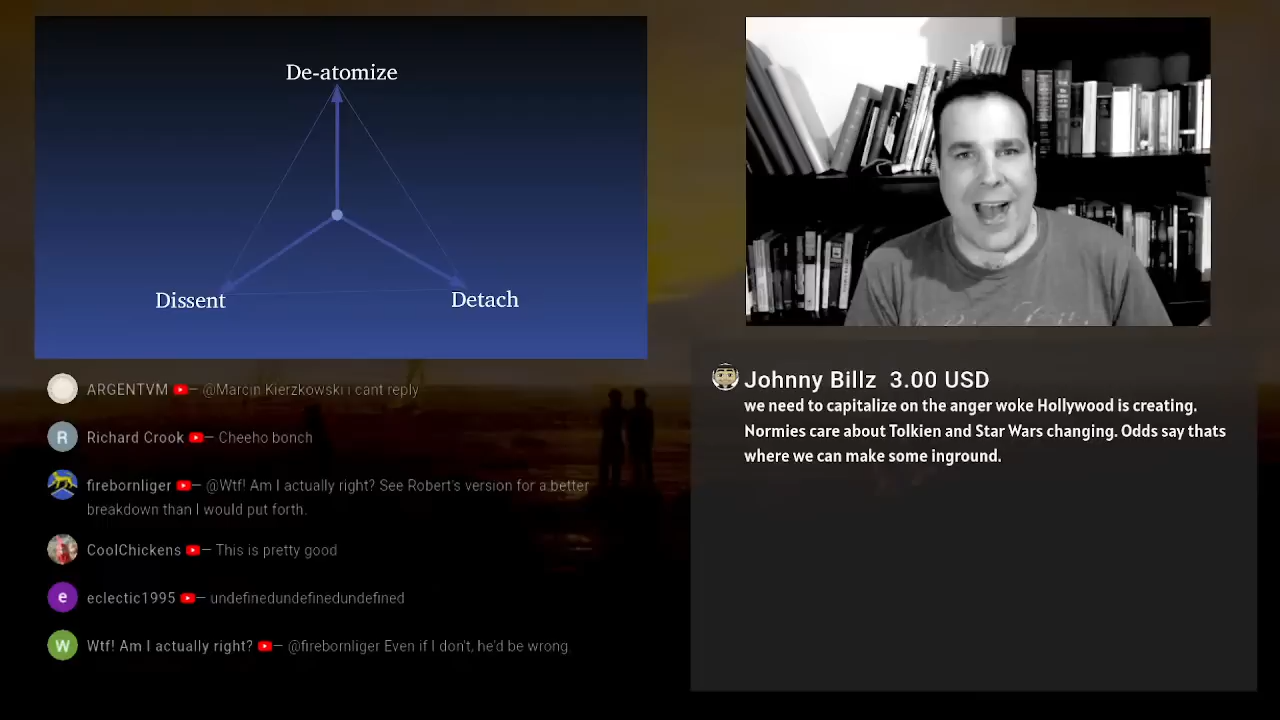 De-atomize
Dissent
Detach
ARGENTVM — @Marcin Kierzkowski i cant reply
R
Richard Crook — Cheeho bonch
firebornliger — @Wtf! Am I actually right? See Robert's version for a better
breakdown than I would put forth.
CoolChickens — This is pretty good
e
eclectic1995 — undefinedundefinedundefined
W
Wtf! Am I actually right? — @firebornliger Even if I don't, he'd be wrong
Johnny Billz 3.00 USD
we need to capitalize on the anger woke Hollywood is creating.
Normies care about Tolkien and Star Wars changing. Odds say thats
where we can make some inground.